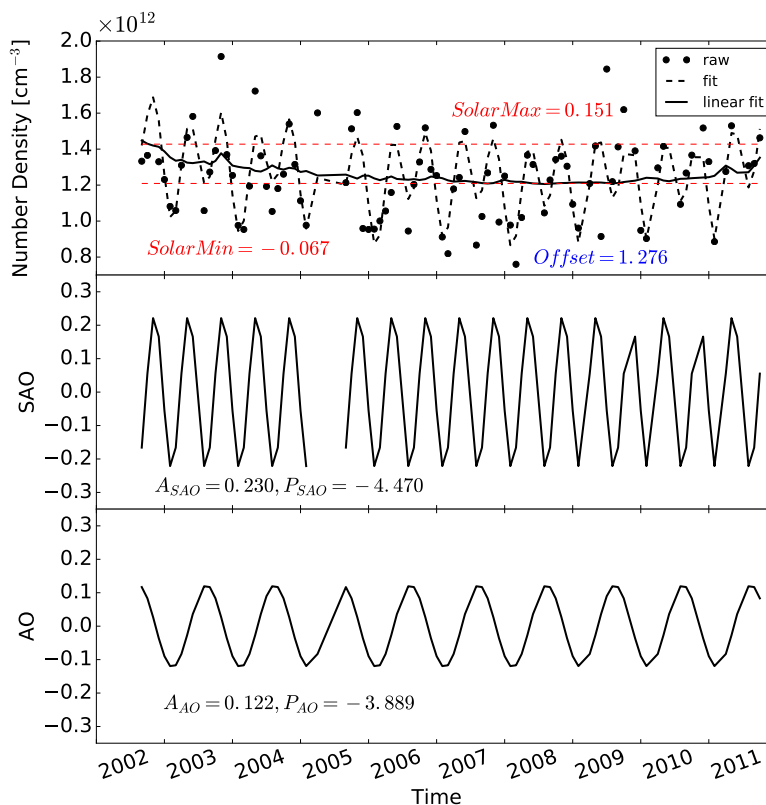 ×10^12
2.0
1.8
1.6
1.4
1.2
1.0
0.8
Number Density [cm⁻³]
raw
fit
linear fit
SolarMax = 0.151
SolarMin = −0.067
Offset = 1.276
0.3
0.2
0.1
0.0
−0.1
−0.2
−0.3
SAO
A_SAO = 0.230, P_SAO = −4.470
0.3
0.2
0.1
0.0
−0.1
−0.2
−0.3
AO
A_AO = 0.122, P_AO = −3.889
2002 2003 2004 2005 2006 2007 2008 2009 2010 2011
Time